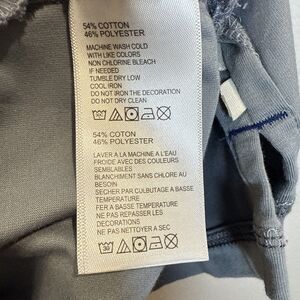 54% COTTON
46% POLYESTER
MACHINE WASH COLD
WITH LIKE COLORS
NON CHLORINE BLEACH
IF NEEDED
TUMBLE DRY LOW
COOL IRON
DO NOT IRON THE DECORATION
DO NOT DRY CLEAN
54% COTON
46% POLYESTER
LAVER A LA MACHINE A L'EAU
FROIDE AVEC DES COULEURS
SEMBLABLES
BLANCHIMENT SANS CHLORE AU
BESOIN
SECHER PAR CULBUTAGE A BASSE
TEMPERATURE
FER A BASSE TEMPERATURE
NE PAS REPASSER LES
DECORATIONS
NE PAS NETTOYER A SEC
30